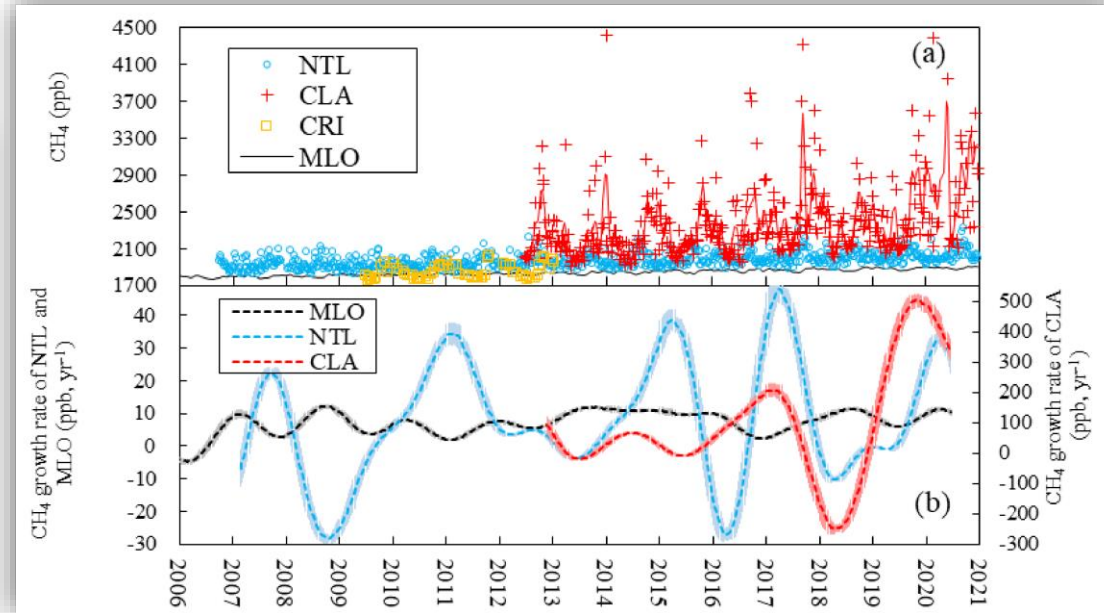 4500
4100
3700
3300
2900
2500
2100
1700
CH₄ (ppb)
NTL
CLA
CRI
MLO
(a)
40
30
20
10
0
-10
-20
-30
CH₄ growth rate of NTL and
MLO (ppb, yr⁻¹)
MLO
NTL
CLA
(b)
500
400
300
200
100
0
-100
-200
-300
CH₄ growth rate of CLA
(ppb, yr⁻¹)
2006
2007
2008
2009
2010
2011
2012
2013
2014
2015
2016
2017
2018
2019
2020
2021